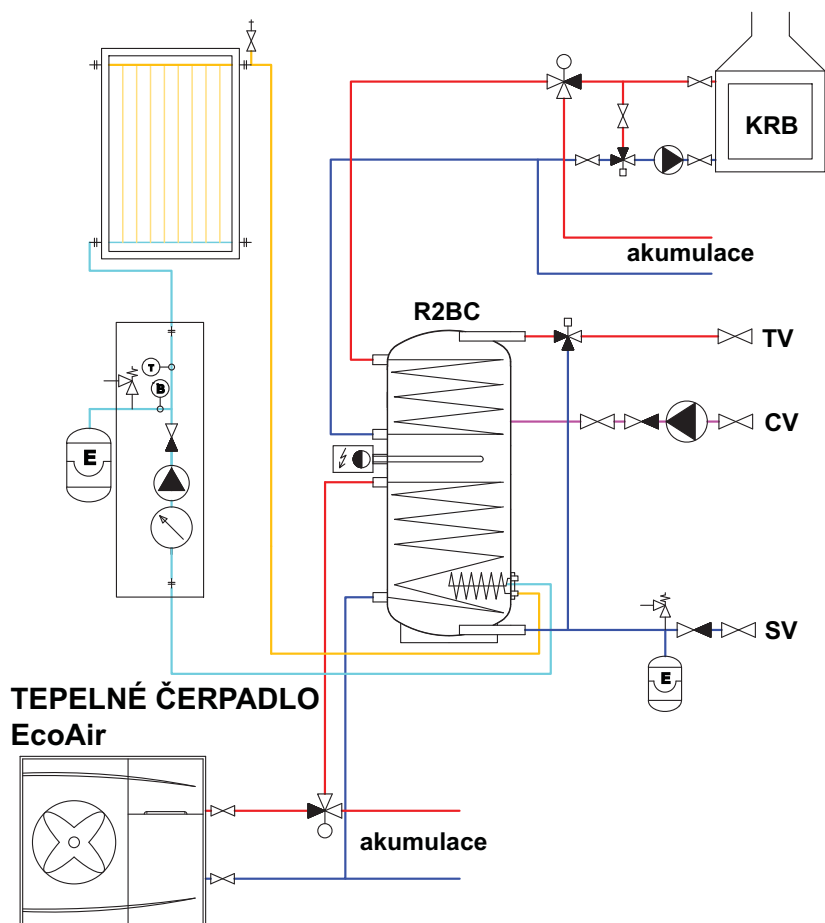 KRB
akumulace
R2BC
TV
T
B
CV
E
SV
E
TEPELNÉ ČERPADLO
EcoAir
akumulace